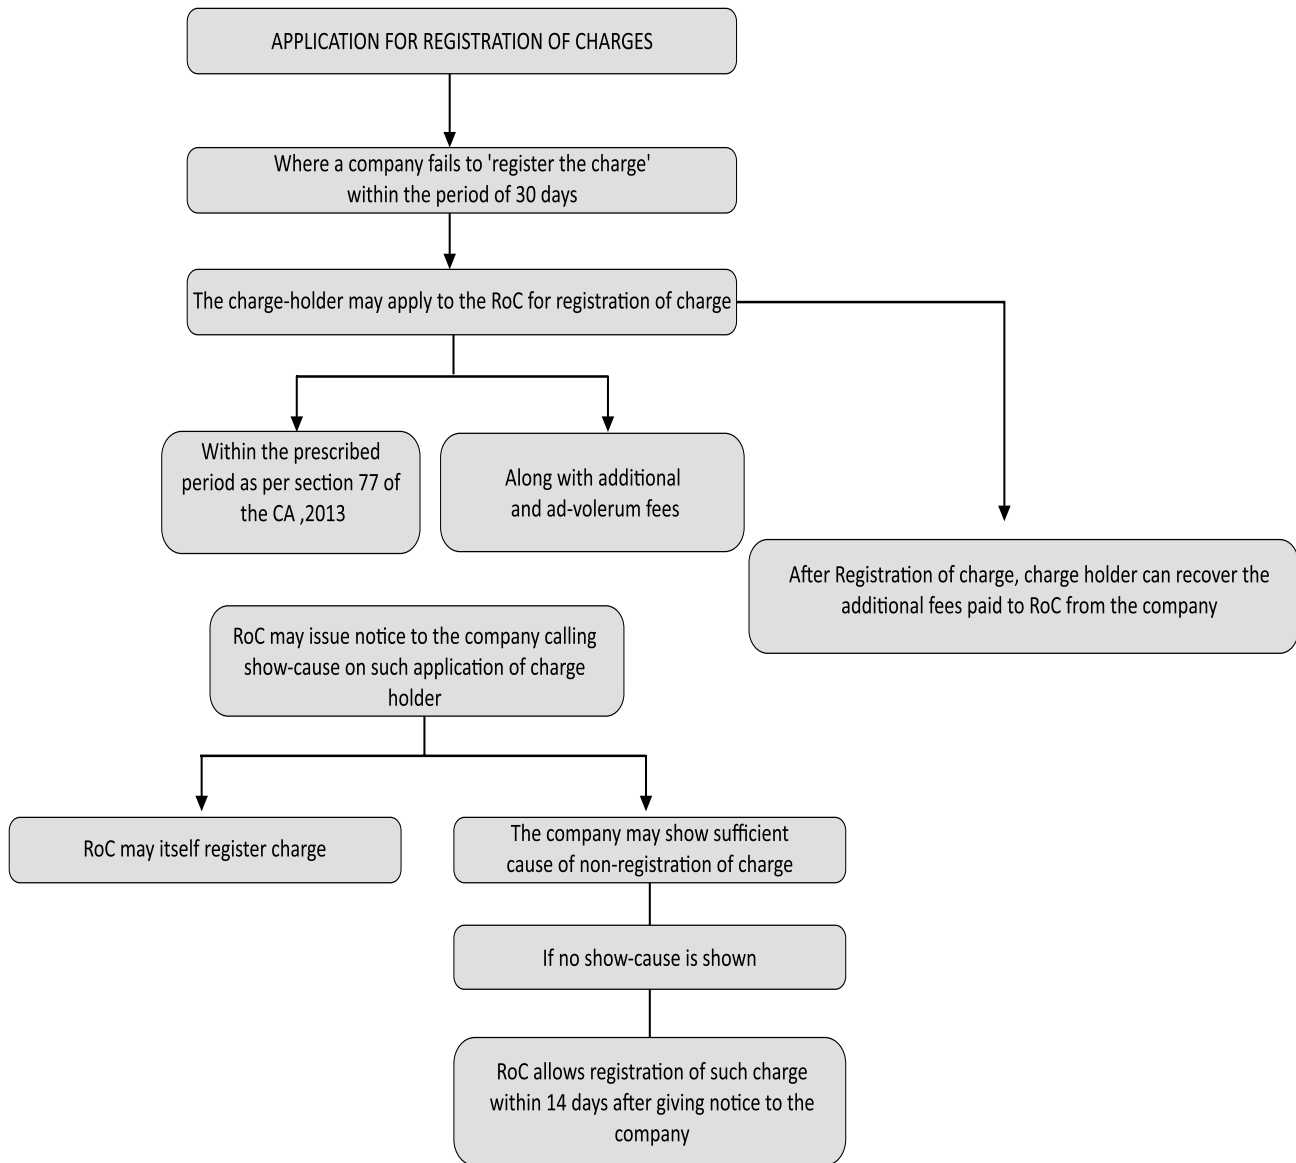 APPLICATION FOR REGISTRATION OF CHARGES
Where a company fails to 'register the charge'
within the period of 30 days
The charge-holder may apply to the RoC for registration of charge
Within the prescribed
period as per section 77 of
the CA ,2013
Along with additional
and ad-volerum fees
After Registration of charge, charge holder can recover the
additional fees paid to RoC from the company
RoC may issue notice to the company calling
show-cause on such application of charge
holder
RoC may itself register charge
The company may show sufficient
cause of non-registration of charge
If no show-cause is shown
RoC allows registration of such charge
within 14 days after giving notice to the
company